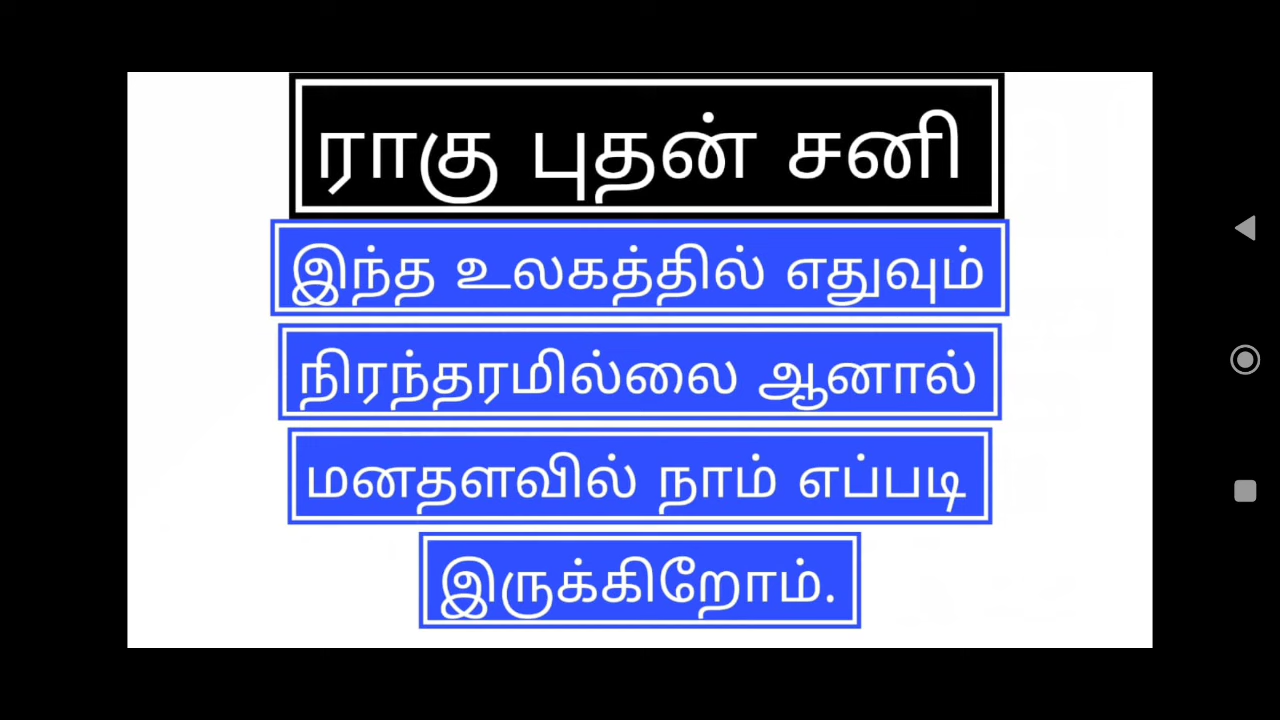 ராகு புதன் சனி
இந்த உலகத்தில் எதுவும்
நிரந்தரமில்லை ஆனால்
மனதளவில் நாம் எப்படி
இருக்கிறோம்.